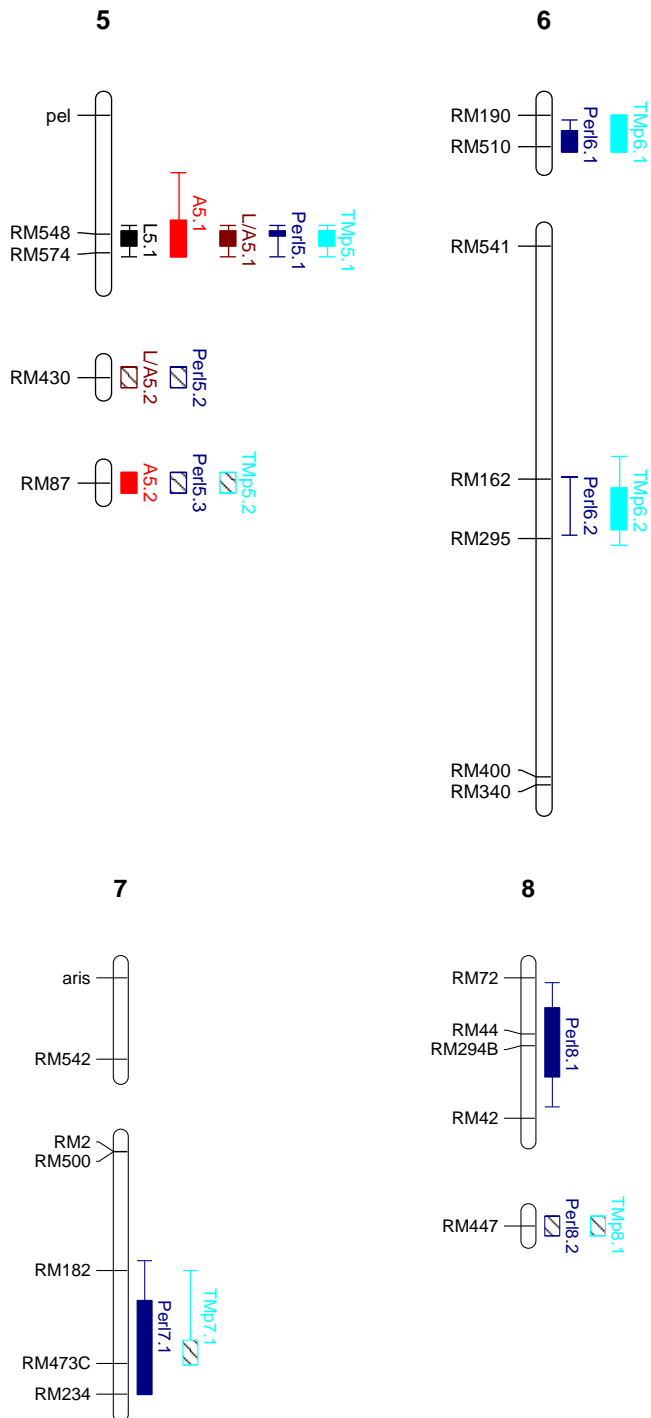 5
pel
RM548
RM574
L5.1
A5.1
L/A5.1
Perl5.1
TMp5.1
RM430
L/A5.2
Perl5.2
RM87
A5.2
Perl5.3
TMp5.2
6
RM190
RM510
Perl6.1
TMp6.1
RM541
RM162
RM295
Perl6.2
TMp6.2
RM400
RM340
7
aris
RM542
RM2
RM500
RM182
RM473C
RM234
Perl7.1
TMp7.1
8
RM72
RM44
RM294B
RM42
Perl8.1
RM447
Perl8.2
TMp8.1